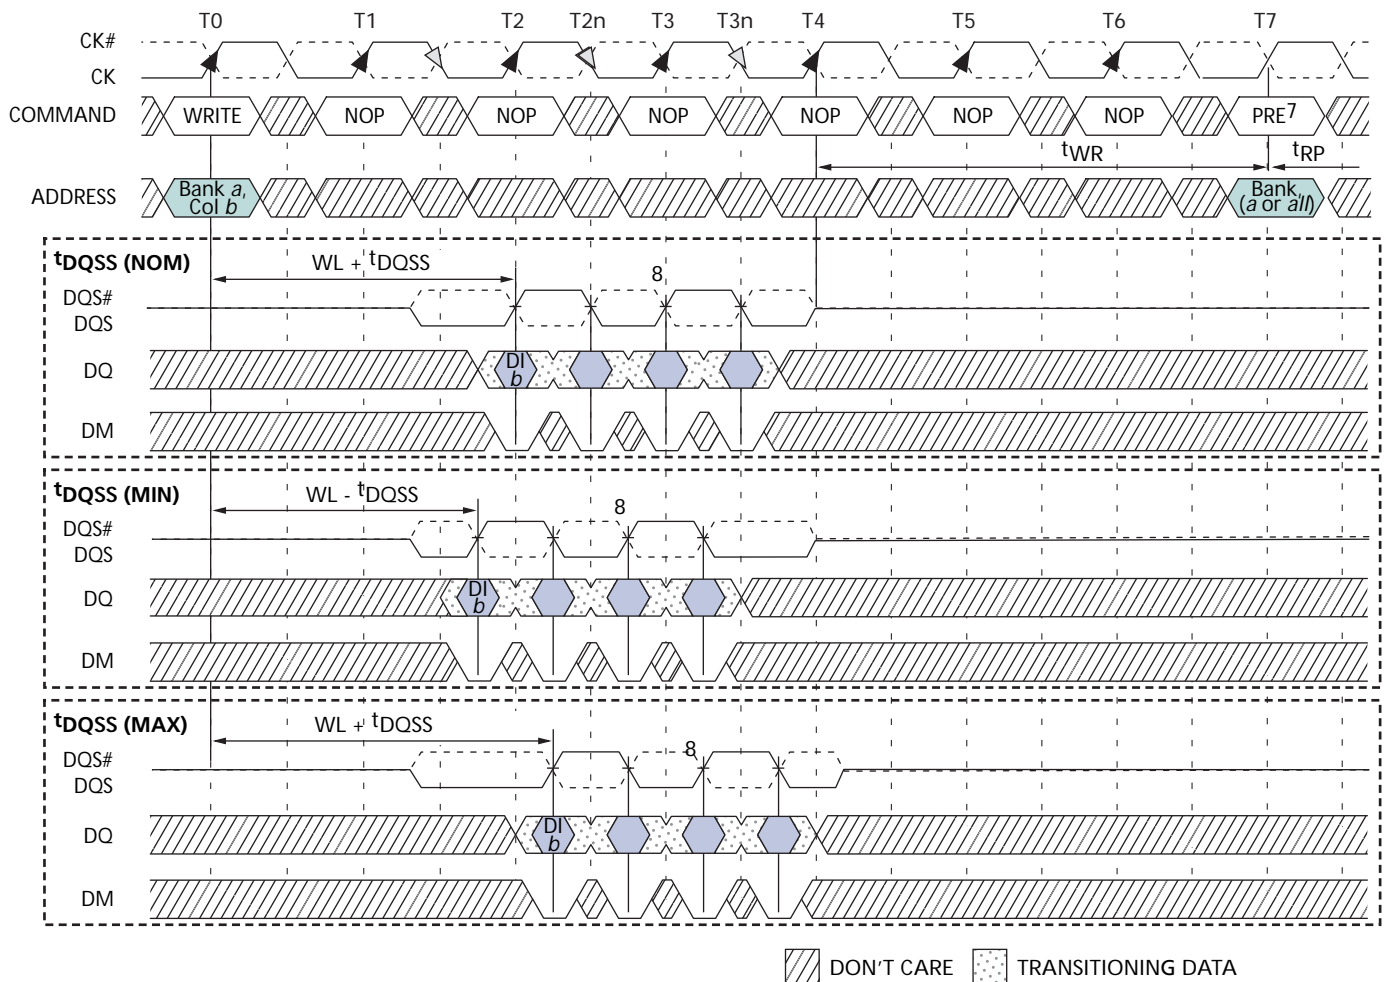 T0 T1 T2 T2n T3 T3n T4 T5 T6 T7
CK#
CK
COMMAND WRITE NOP NOP NOP NOP NOP NOP PRE7
tWR tRP
ADDRESS Bank a, Col b Bank, (a or all)
tDQSS (NOM)
WL + tDQSS
8
DQS#
DQS
DQ DI b
DM
tDQSS (MIN)
WL - tDQSS
8
DQS#
DQS
DQ DI b
DM
tDQSS (MAX)
WL + tDQSS
8
DQS#
DQS
DQ DI b
DM
DON'T CARE TRANSITIONING DATA